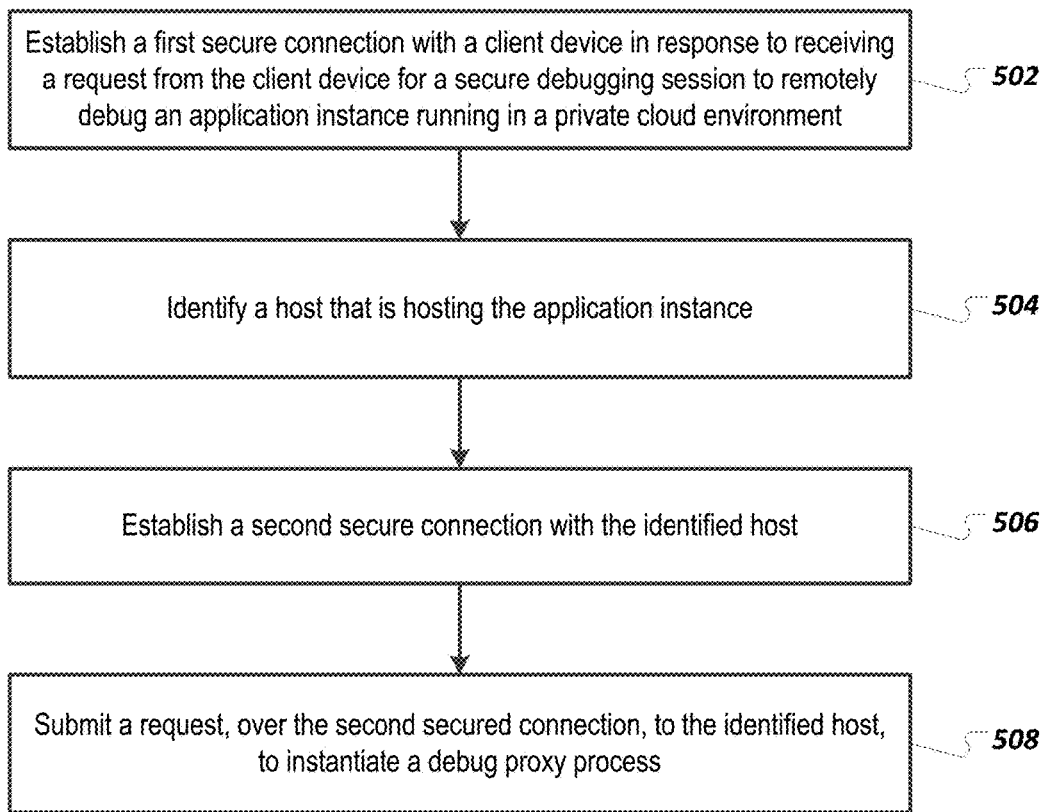 Establish a first secure connection with a client device in response to receiving
a request from the client device for a secure debugging session to remotely
debug an application instance running in a private cloud environment
502
Identify a host that is hosting the application instance
504
Establish a second secure connection with the identified host
506
Submit a request, over the second secured connection, to the identified host,
to instantiate a debug proxy process
508